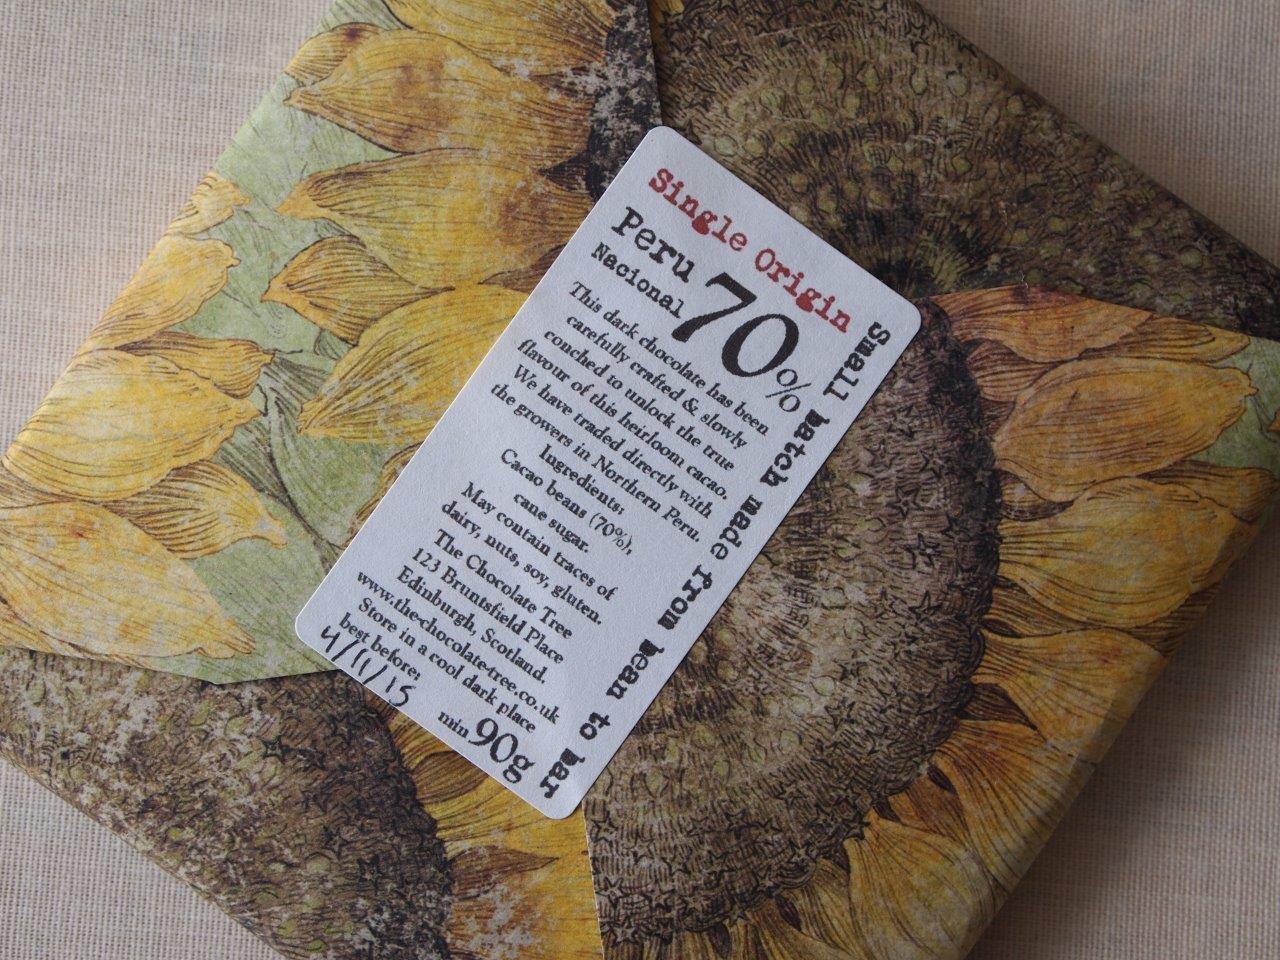 Single Origin
Peru
Nacional
70%
This dark chocolate has been
carefully crafted & slowly
conched to unlock the true
flavour of this heirloom cacao.
We have traded directly with
the growers in Northern Peru.
Ingredients:
Cacao beans (70%),
cane sugar.
May contain traces of
dairy, nuts, soy, gluten.
The Chocolate Tree
123 Bruntsfield Place
Edinburgh, Scotland.
www.the-chocolate-tree.co.uk
Store in a cool dark place
best before:
4/11/15
min 90g
Small batch made from bean to bar